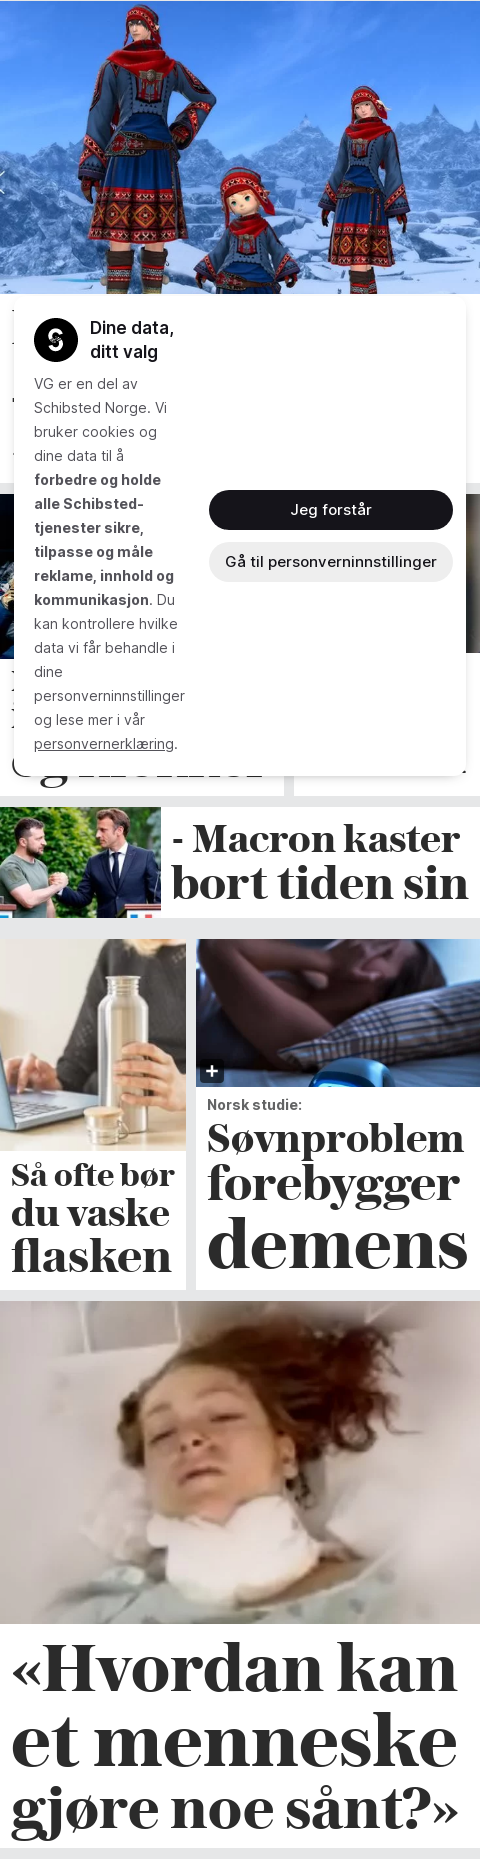 Dine data,
ditt valg
VG er en del av
Schibsted Norge. Vi
bruker cookies og
dine data til å
forbedre og holde
alle Schibsted-
tjenester sikre,
tilpasse og måle
reklame, innhold og
kommunikasjon. Du
kan kontrollere hvilke
data vi får behandle i
dine
personverninnstillinger
og lese mer i vår
personvernerklæring.
Jeg forstår
Gå til personverninnstillinger
- Macron kaster
bort tiden sin
Så ofte bør
du vaske
flasken
Norsk studie:
Søvnproblem
forebygger
demens
«Hvordan kan
et menneske
gjøre noe sånt?»